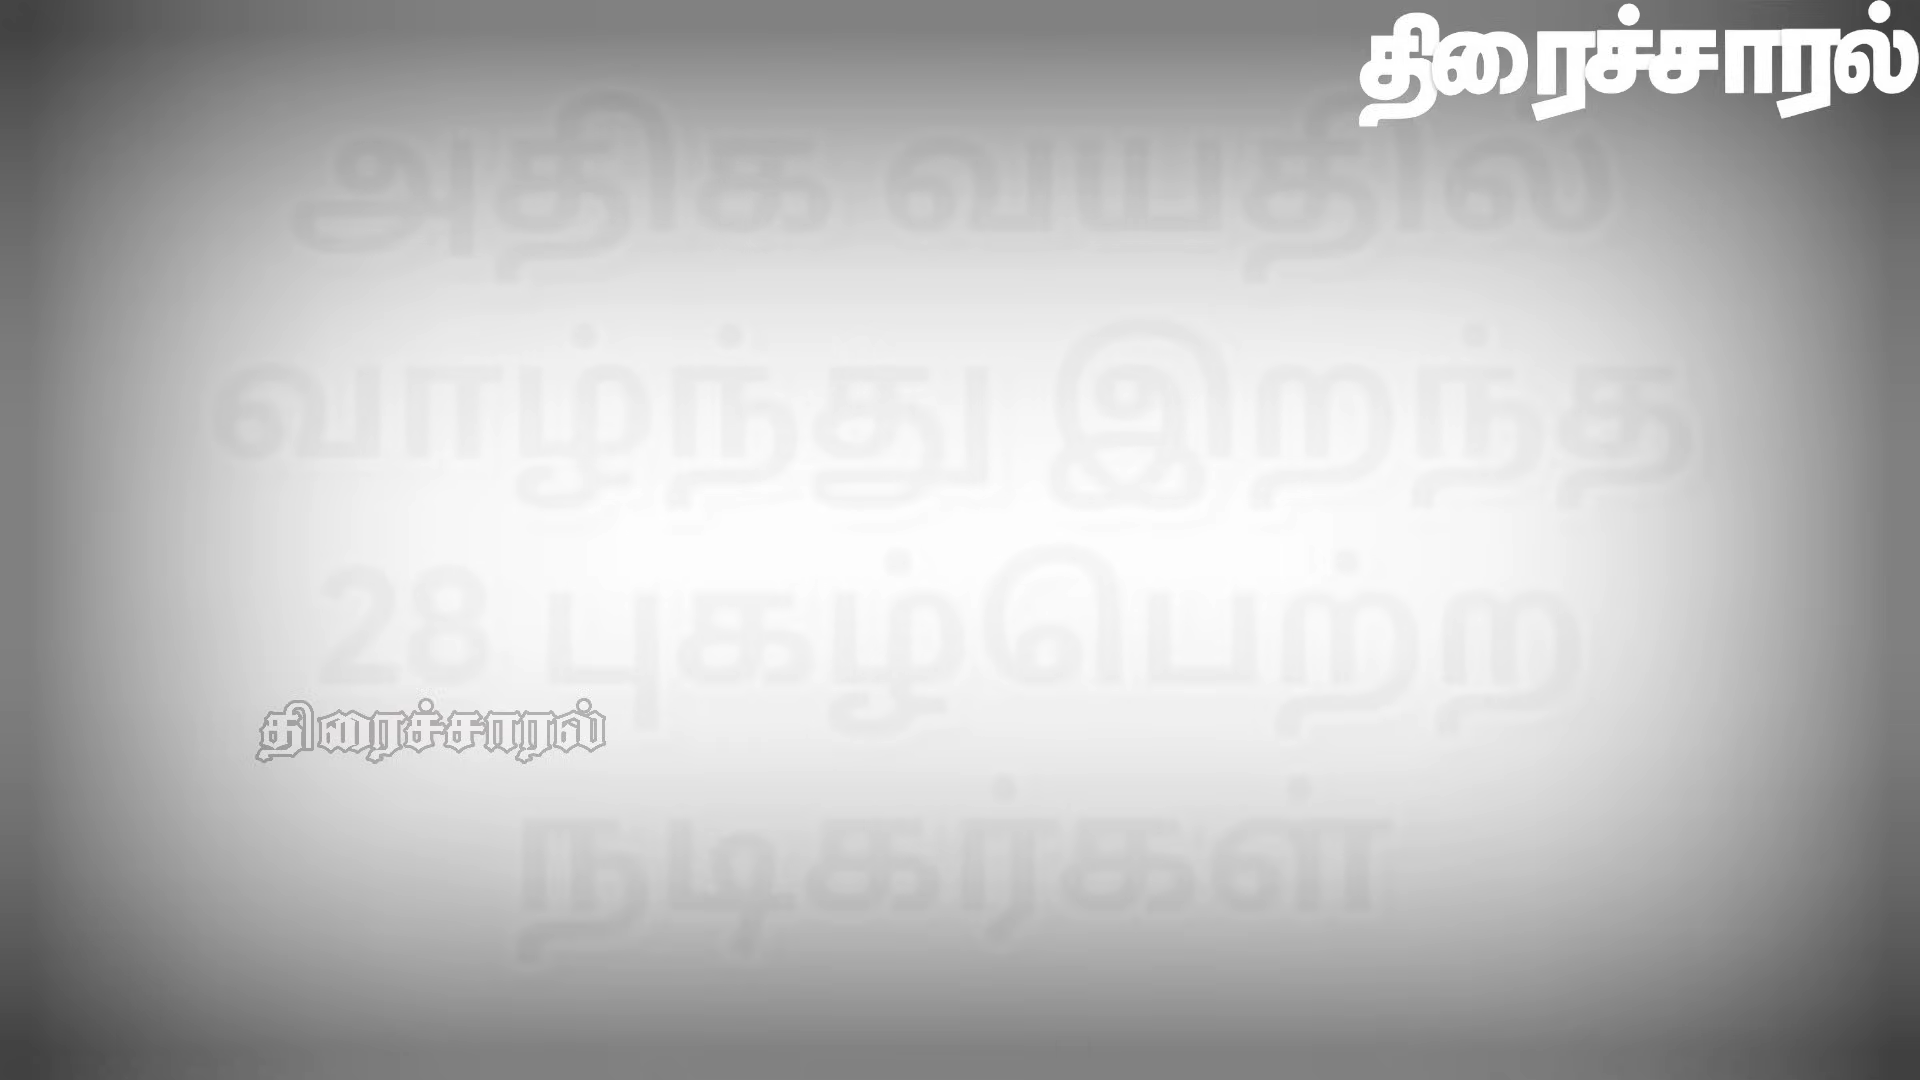 திரைச்சாரல்
அதிக வயதில்
வாழ்ந்து இறந்த
28 புகழ்பெற்ற
திரைச்சாரல்
நடிகர்கள்